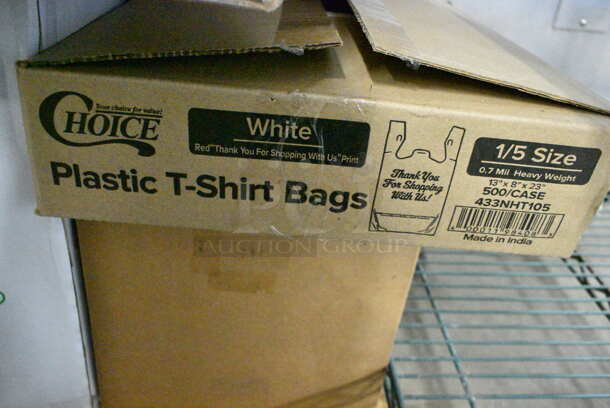 Your choice for value!
CHOICE
White
Red "Thank You For Shopping With Us" Print
Plastic T-Shirt Bags
Thank You
For Shopping
With Us!
1/5 Size
0.7 Mil Heavy Weight
13" x 8" x 23"
500/CASE
433NHT105
Made in India
AUCTION GROUP